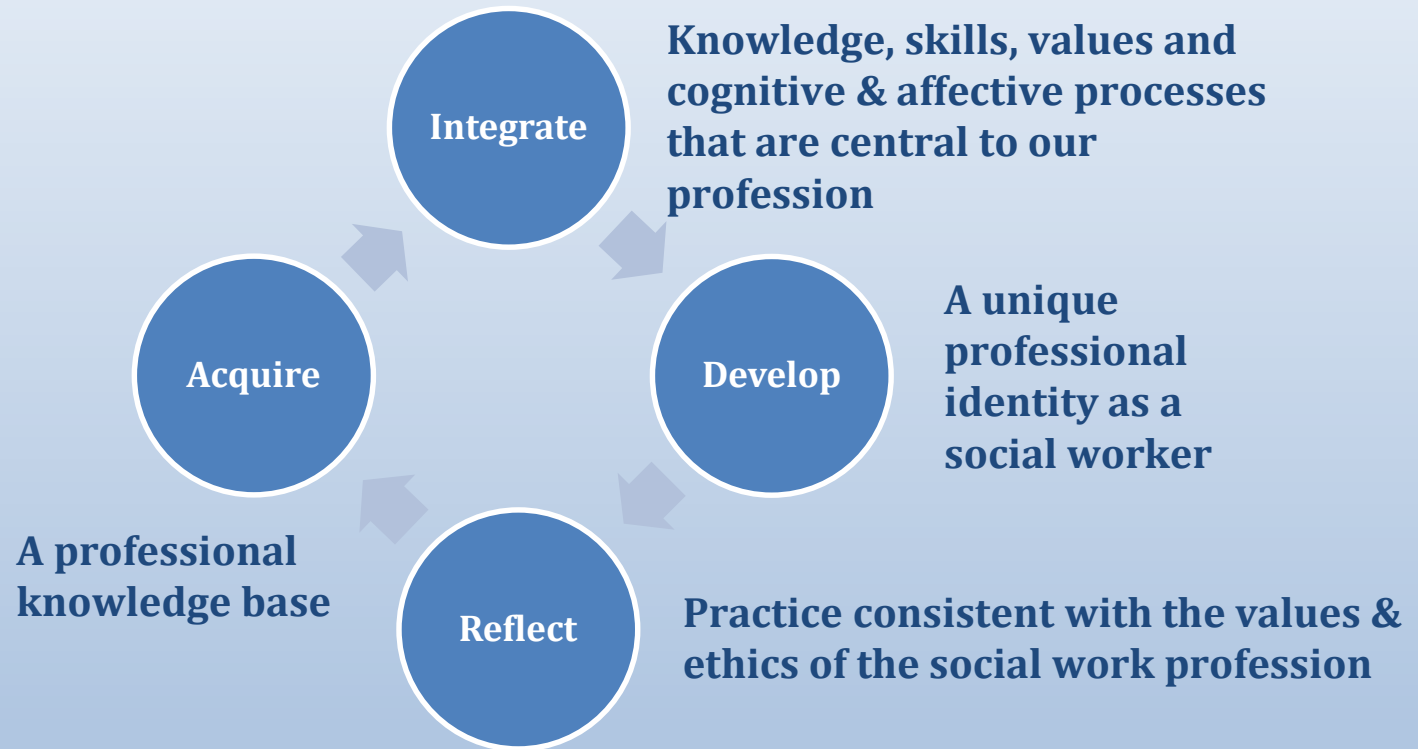 Integrate
Knowledge, skills, values and
cognitive & affective processes
that are central to our
profession
Acquire
Develop
A unique
professional
identity as a
social worker
A professional
knowledge base
Reflect
Practice consistent with the values &
ethics of the social work profession